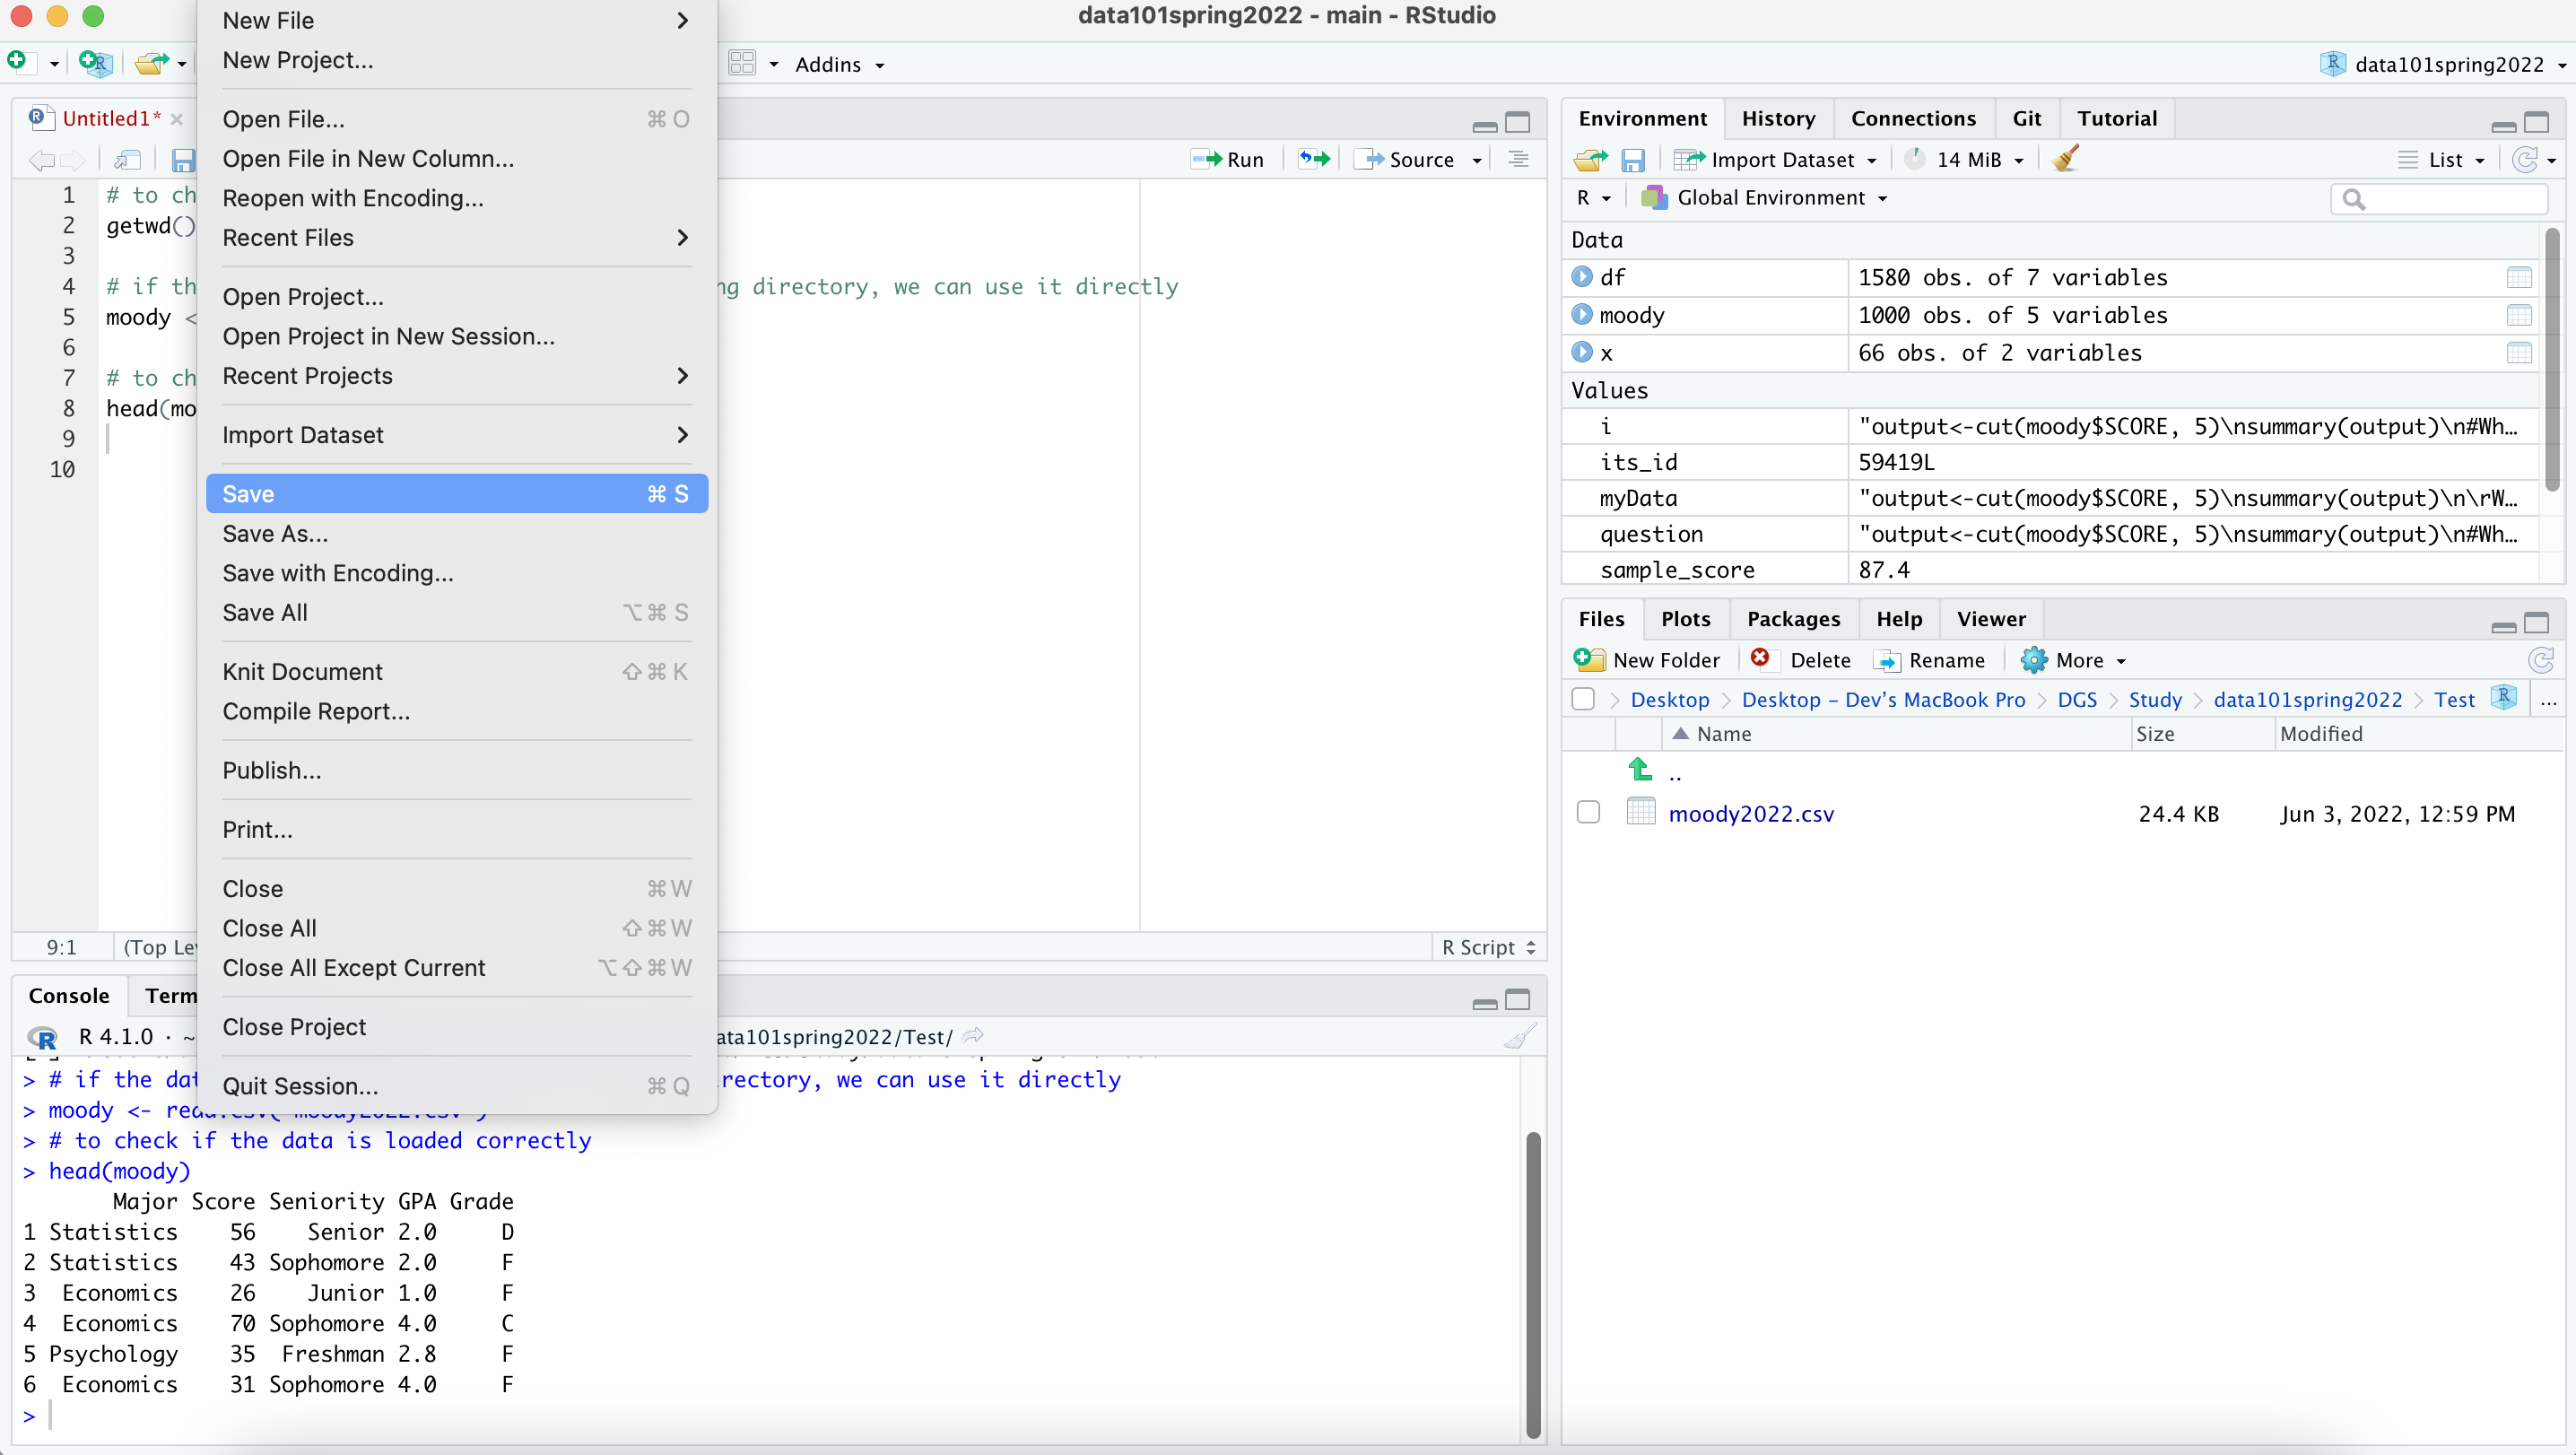 data101spring2022 - main - RStudio
Addins
data101spring2022
New File
New Project...
Open File... ⌘ O
Open File in New Column...
Reopen with Encoding...
Recent Files
Open Project...
Open Project in New Session...
Recent Projects
Import Dataset
Save ⌘ S
Save As...
Save with Encoding...
Save All ⌥⌘ S
Knit Document ⇧⌘ K
Compile Report...
Publish...
Print...
Close ⌘W
Close All ⇧⌘W
Close All Except Current ⌥⇧⌘W
Close Project
Quit Session... ⌘ Q
Untitled1*
Run Source
1 # to ch
2 getwd()
3
4 # if th ng directory, we can use it directly
5 moody <
6
7 # to ch
8 head(mo
9
10
9:1 (Top Le R Script
Console Term
R 4.1.0 · ~ ata101spring2022/Test/
> # if the dat rectory, we can use it directly
> moody <- read.csv("moody2022.csv")
> # to check if the data is loaded correctly
> head(moody)
Major Score Seniority GPA Grade
1 Statistics 56 Senior 2.0 D
2 Statistics 43 Sophomore 2.0 F
3 Economics 26 Junior 1.0 F
4 Economics 70 Sophomore 4.0 C
5 Psychology 35 Freshman 2.8 F
6 Economics 31 Sophomore 4.0 F
>
Environment History Connections Git Tutorial
Import Dataset 14 MiB List
R Global Environment
Data
df 1580 obs. of 7 variables
moody 1000 obs. of 5 variables
x 66 obs. of 2 variables
Values
i "output<-cut(moody$SCORE, 5)\nsummary(output)\n#Wh…
its_id 59419L
myData "output<-cut(moody$SCORE, 5)\nsummary(output)\n\rW…
question "output<-cut(moody$SCORE, 5)\nsummary(output)\n#Wh…
sample_score 87.4
Files Plots Packages Help Viewer
New Folder Delete Rename More
Desktop Desktop – Dev's MacBook Pro DGS Study data101spring2022 Test ...
Name Size Modified
..
moody2022.csv 24.4 KB Jun 3, 2022, 12:59 PM